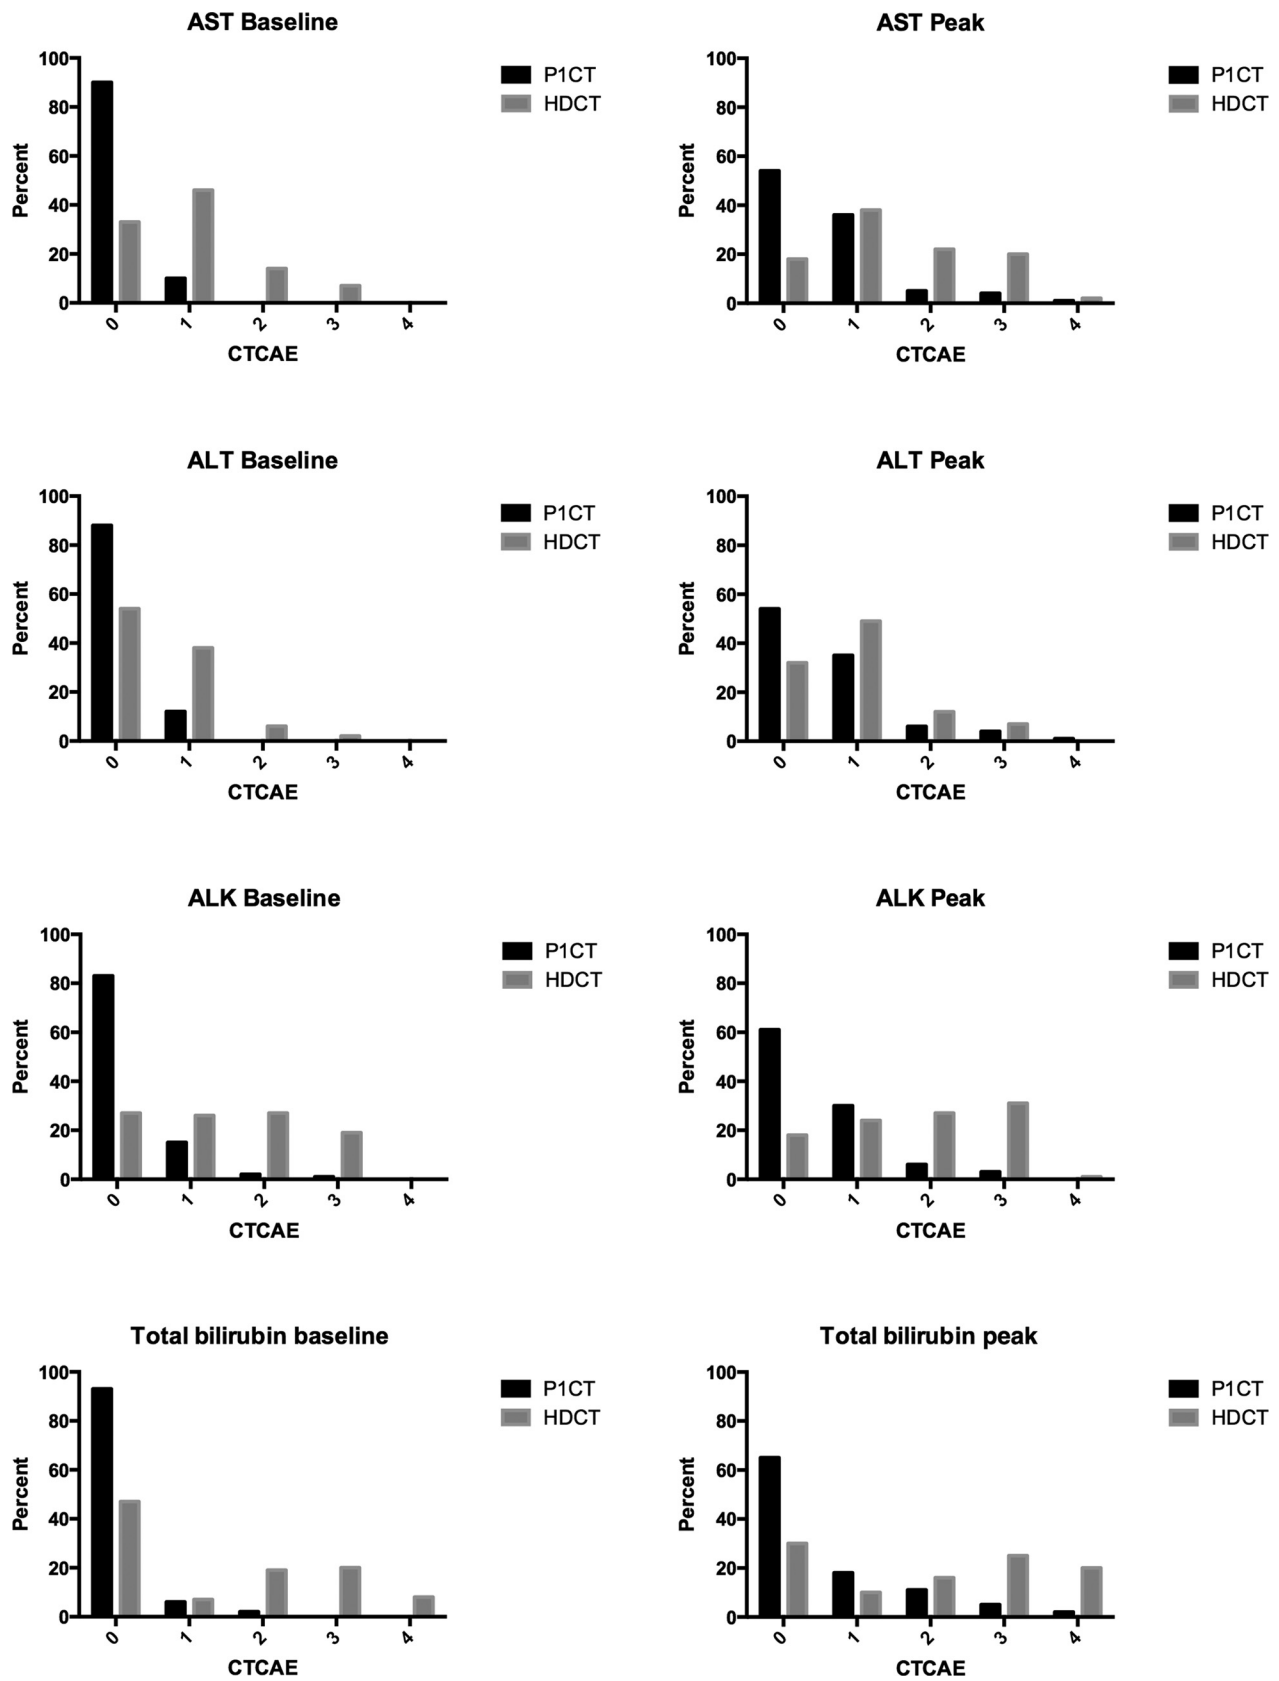 AST Baseline
100
80
60
40
20
0
Percent
0 1 2 3 4
CTCAE
P1CT
HDCT
AST Peak
100
80
60
40
20
0
Percent
0 1 2 3 4
CTCAE
P1CT
HDCT
ALT Baseline
100
80
60
40
20
0
Percent
0 1 2 3 4
CTCAE
P1CT
HDCT
ALT Peak
100
80
60
40
20
0
Percent
0 1 2 3 4
CTCAE
P1CT
HDCT
ALK Baseline
100
80
60
40
20
0
Percent
0 1 2 3 4
CTCAE
P1CT
HDCT
ALK Peak
100
80
60
40
20
0
Percent
0 1 2 3 4
CTCAE
P1CT
HDCT
Total bilirubin baseline
100
80
60
40
20
0
Percent
0 1 2 3 4
CTCAE
P1CT
HDCT
Total bilirubin peak
100
80
60
40
20
0
Percent
0 1 2 3 4
CTCAE
P1CT
HDCT